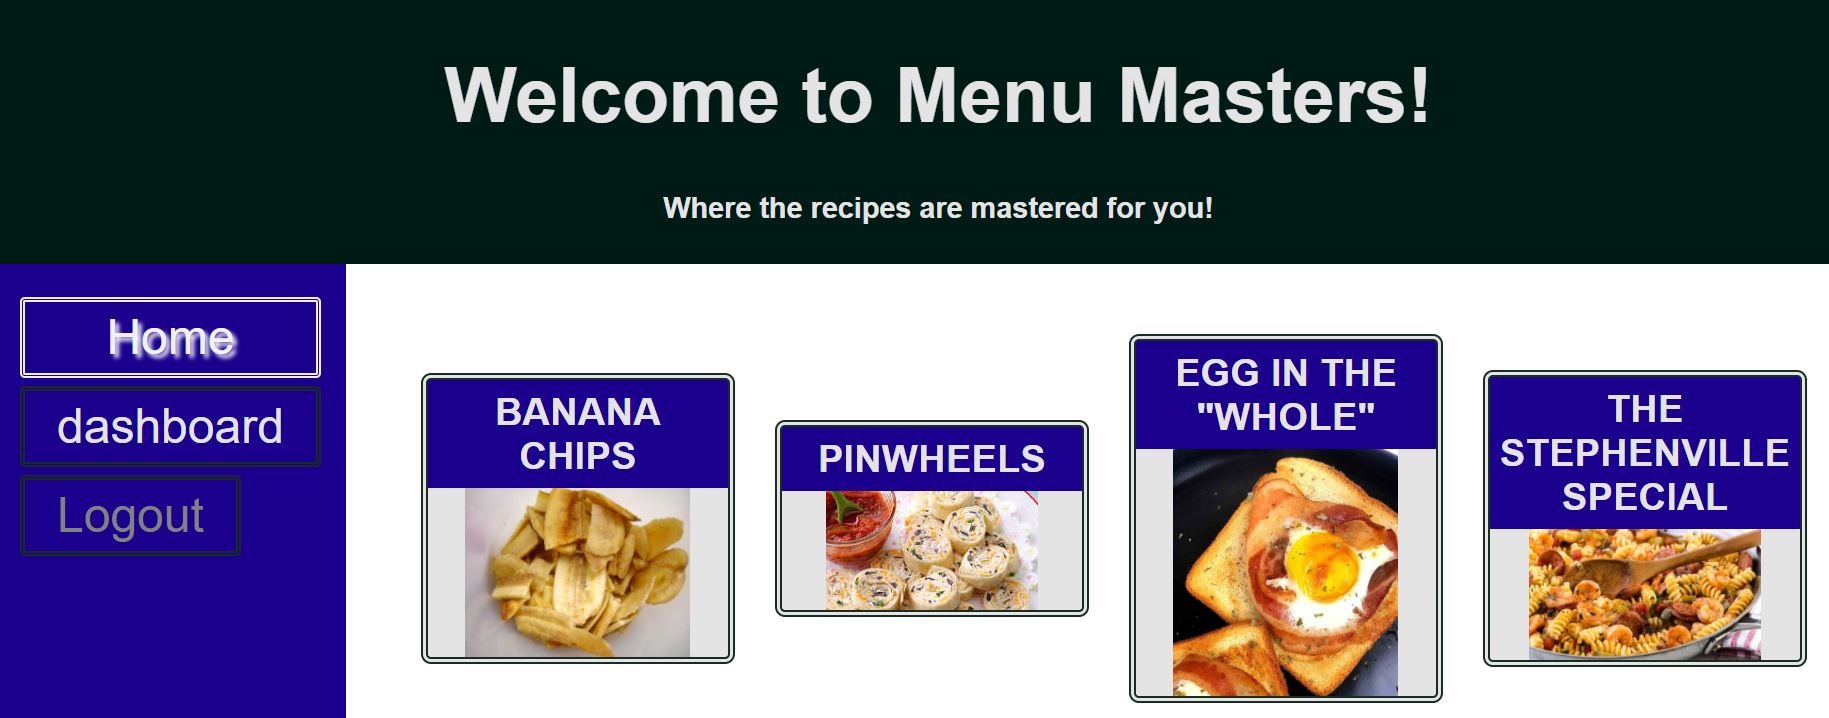 Welcome to Menu Masters!
Where the recipes are mastered for you!
Home
dashboard
Logout
BANANA
CHIPS
PINWHEELS
EGG IN THE
"WHOLE"
THE
STEPHENVILLE
SPECIAL